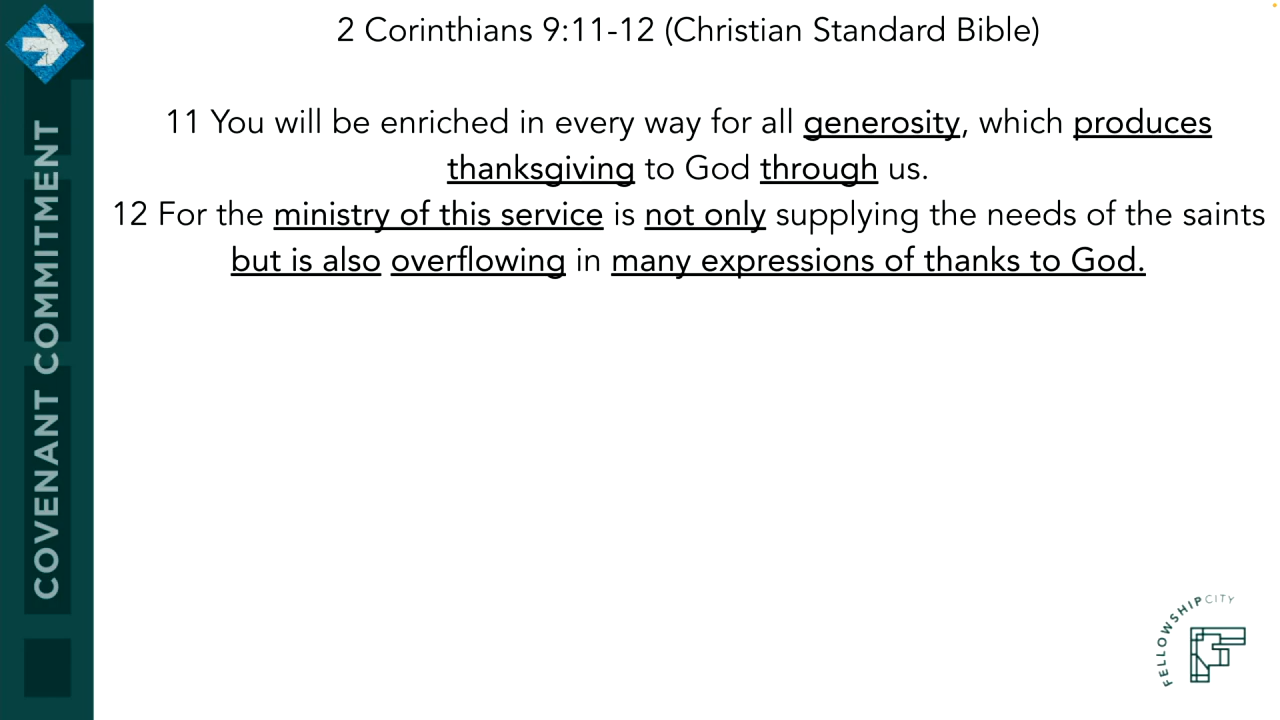 2 Corinthians 9:11-12 (Christian Standard Bible)
11 You will be enriched in every way for all generosity, which produces
thanksgiving to God through us.
12 For the ministry of this service is not only supplying the needs of the saints
but is also overflowing in many expressions of thanks to God.
COVENANT COMMITMENT
FELLOWSHIPCITY